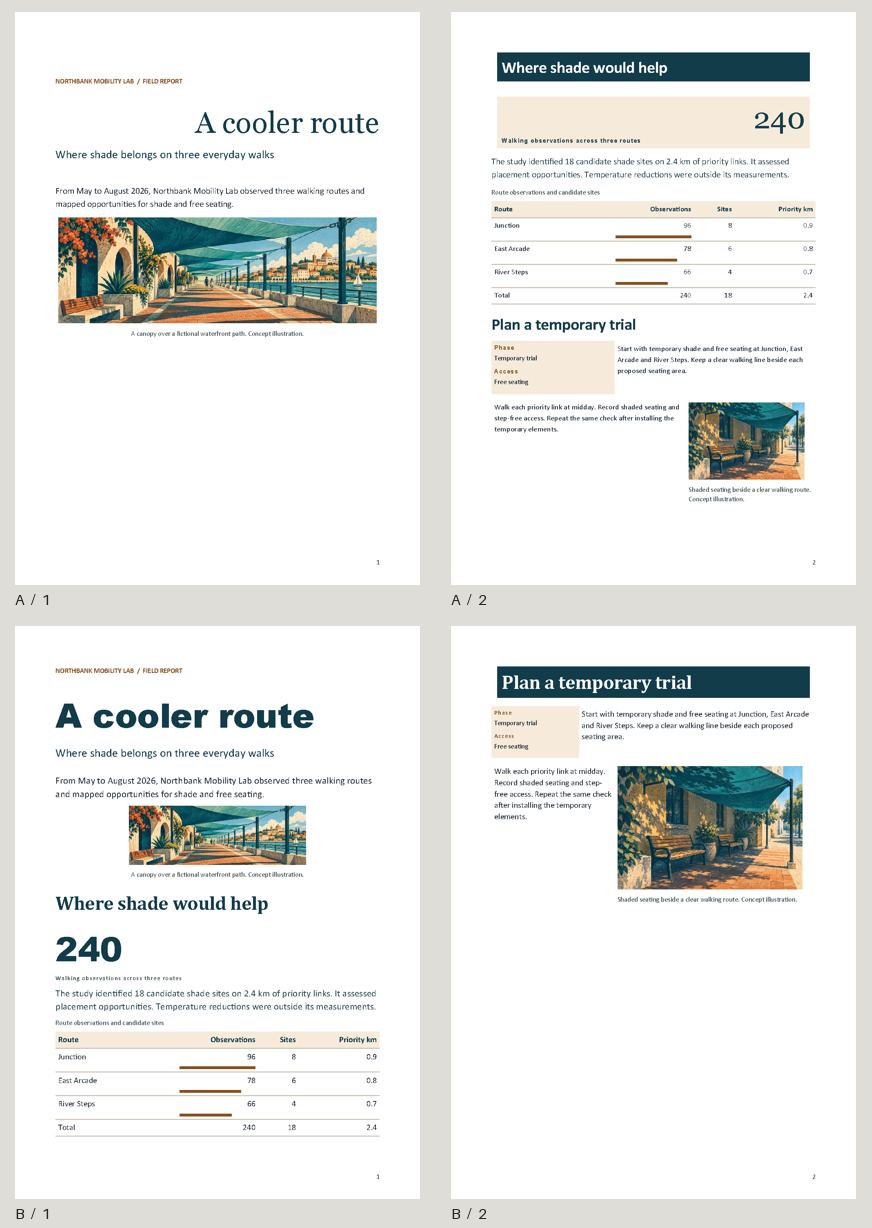 NORTHBANK MOBILITY LAB / FIELD REPORT
A cooler route
Where shade belongs on three everyday walks
From May to August 2026, Northbank Mobility Lab observed three walking routes and
mapped opportunities for shade and free seating.
A canopy over a fictional waterfront path. Concept illustration.
1
A / 1
Where shade would help
240
Walking observations across three routes
The study identified 18 candidate shade sites on 2.4 km of priority links. It assessed
placement opportunities. Temperature reductions were outside its measurements.
Route observations and candidate sites
Route Observations Sites Priority km
Junction 96 8 0.9
East Arcade 78 6 0.8
River Steps 66 4 0.7
Total 240 18 2.4
Plan a temporary trial
Phase
Temporary trial
Access
Free seating
Start with temporary shade and free seating at Junction, East
Arcade and River Steps. Keep a clear walking line beside each
proposed seating area.
Walk each priority link at midday. Record shaded seating and
step-free access. Repeat the same check after installing the
temporary elements.
Shaded seating beside a clear walking route.
Concept illustration.
2
A / 2
NORTHBANK MOBILITY LAB / FIELD REPORT
A cooler route
Where shade belongs on three everyday walks
From May to August 2026, Northbank Mobility Lab observed three walking routes
and mapped opportunities for shade and free seating.
A canopy over a fictional waterfront path. Concept illustration.
Where shade would help
240
Walking observations across three routes
The study identified 18 candidate shade sites on 2.4 km of priority links. It assessed
placement opportunities. Temperature reductions were outside its measurements.
Route observations and candidate sites
Route Observations Sites Priority km
Junction 96 8 0.9
East Arcade 78 6 0.8
River Steps 66 4 0.7
Total 240 18 2.4
1
B / 1
Plan a temporary trial
Phase
Temporary trial
Access
Free seating
Start with temporary shade and free seating at Junction, East Arcade
and River Steps. Keep a clear walking line beside each proposed
seating area.
Walk each priority link at midday.
Record shaded seating and step-
free access. Repeat the same check
after installing the temporary
elements.
Shaded seating beside a clear walking route. Concept illustration.
2
B / 2